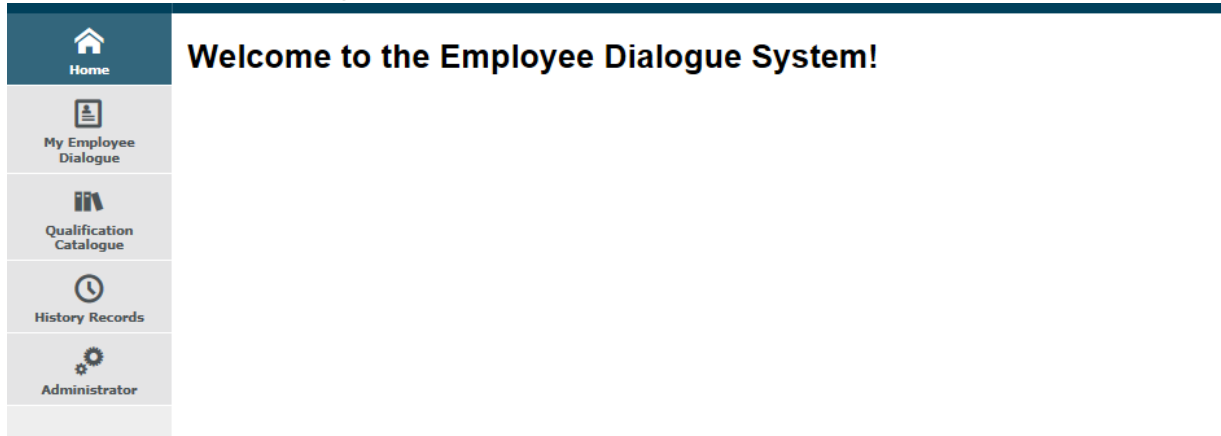 Home
Welcome to the Employee Dialogue System!
My Employee
Dialogue
Qualification
Catalogue
History Records
Administrator